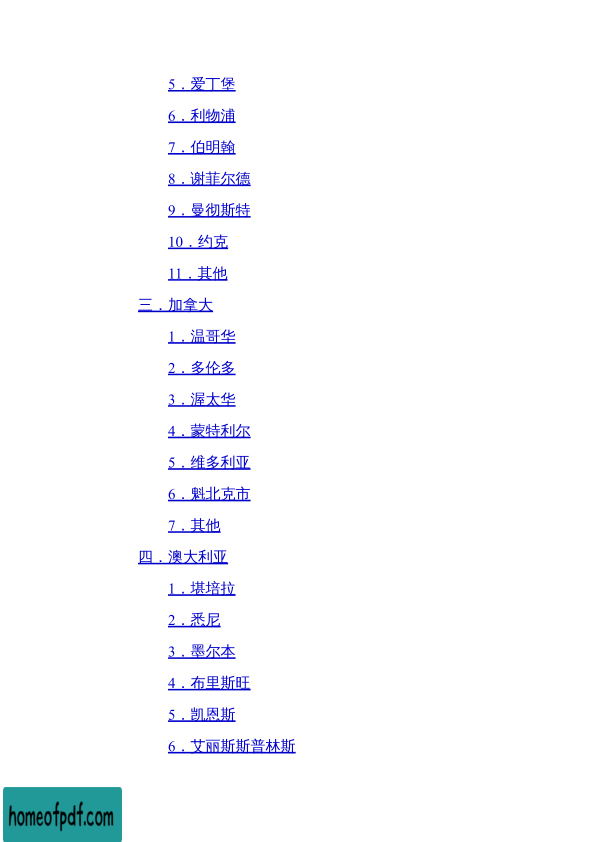 5．爱丁堡
6．利物浦
7．伯明翰
8．谢菲尔德
9．曼彻斯特
10．约克
11．其他
三．加拿大
1．温哥华
2．多伦多
3．渥太华
4．蒙特利尔
5．维多利亚
6．魁北克市
7．其他
四．澳大利亚
1．堪培拉
2．悉尼
3．墨尔本
4．布里斯旺
5．凯恩斯
6．艾丽斯斯普林斯
homeofpdf.com